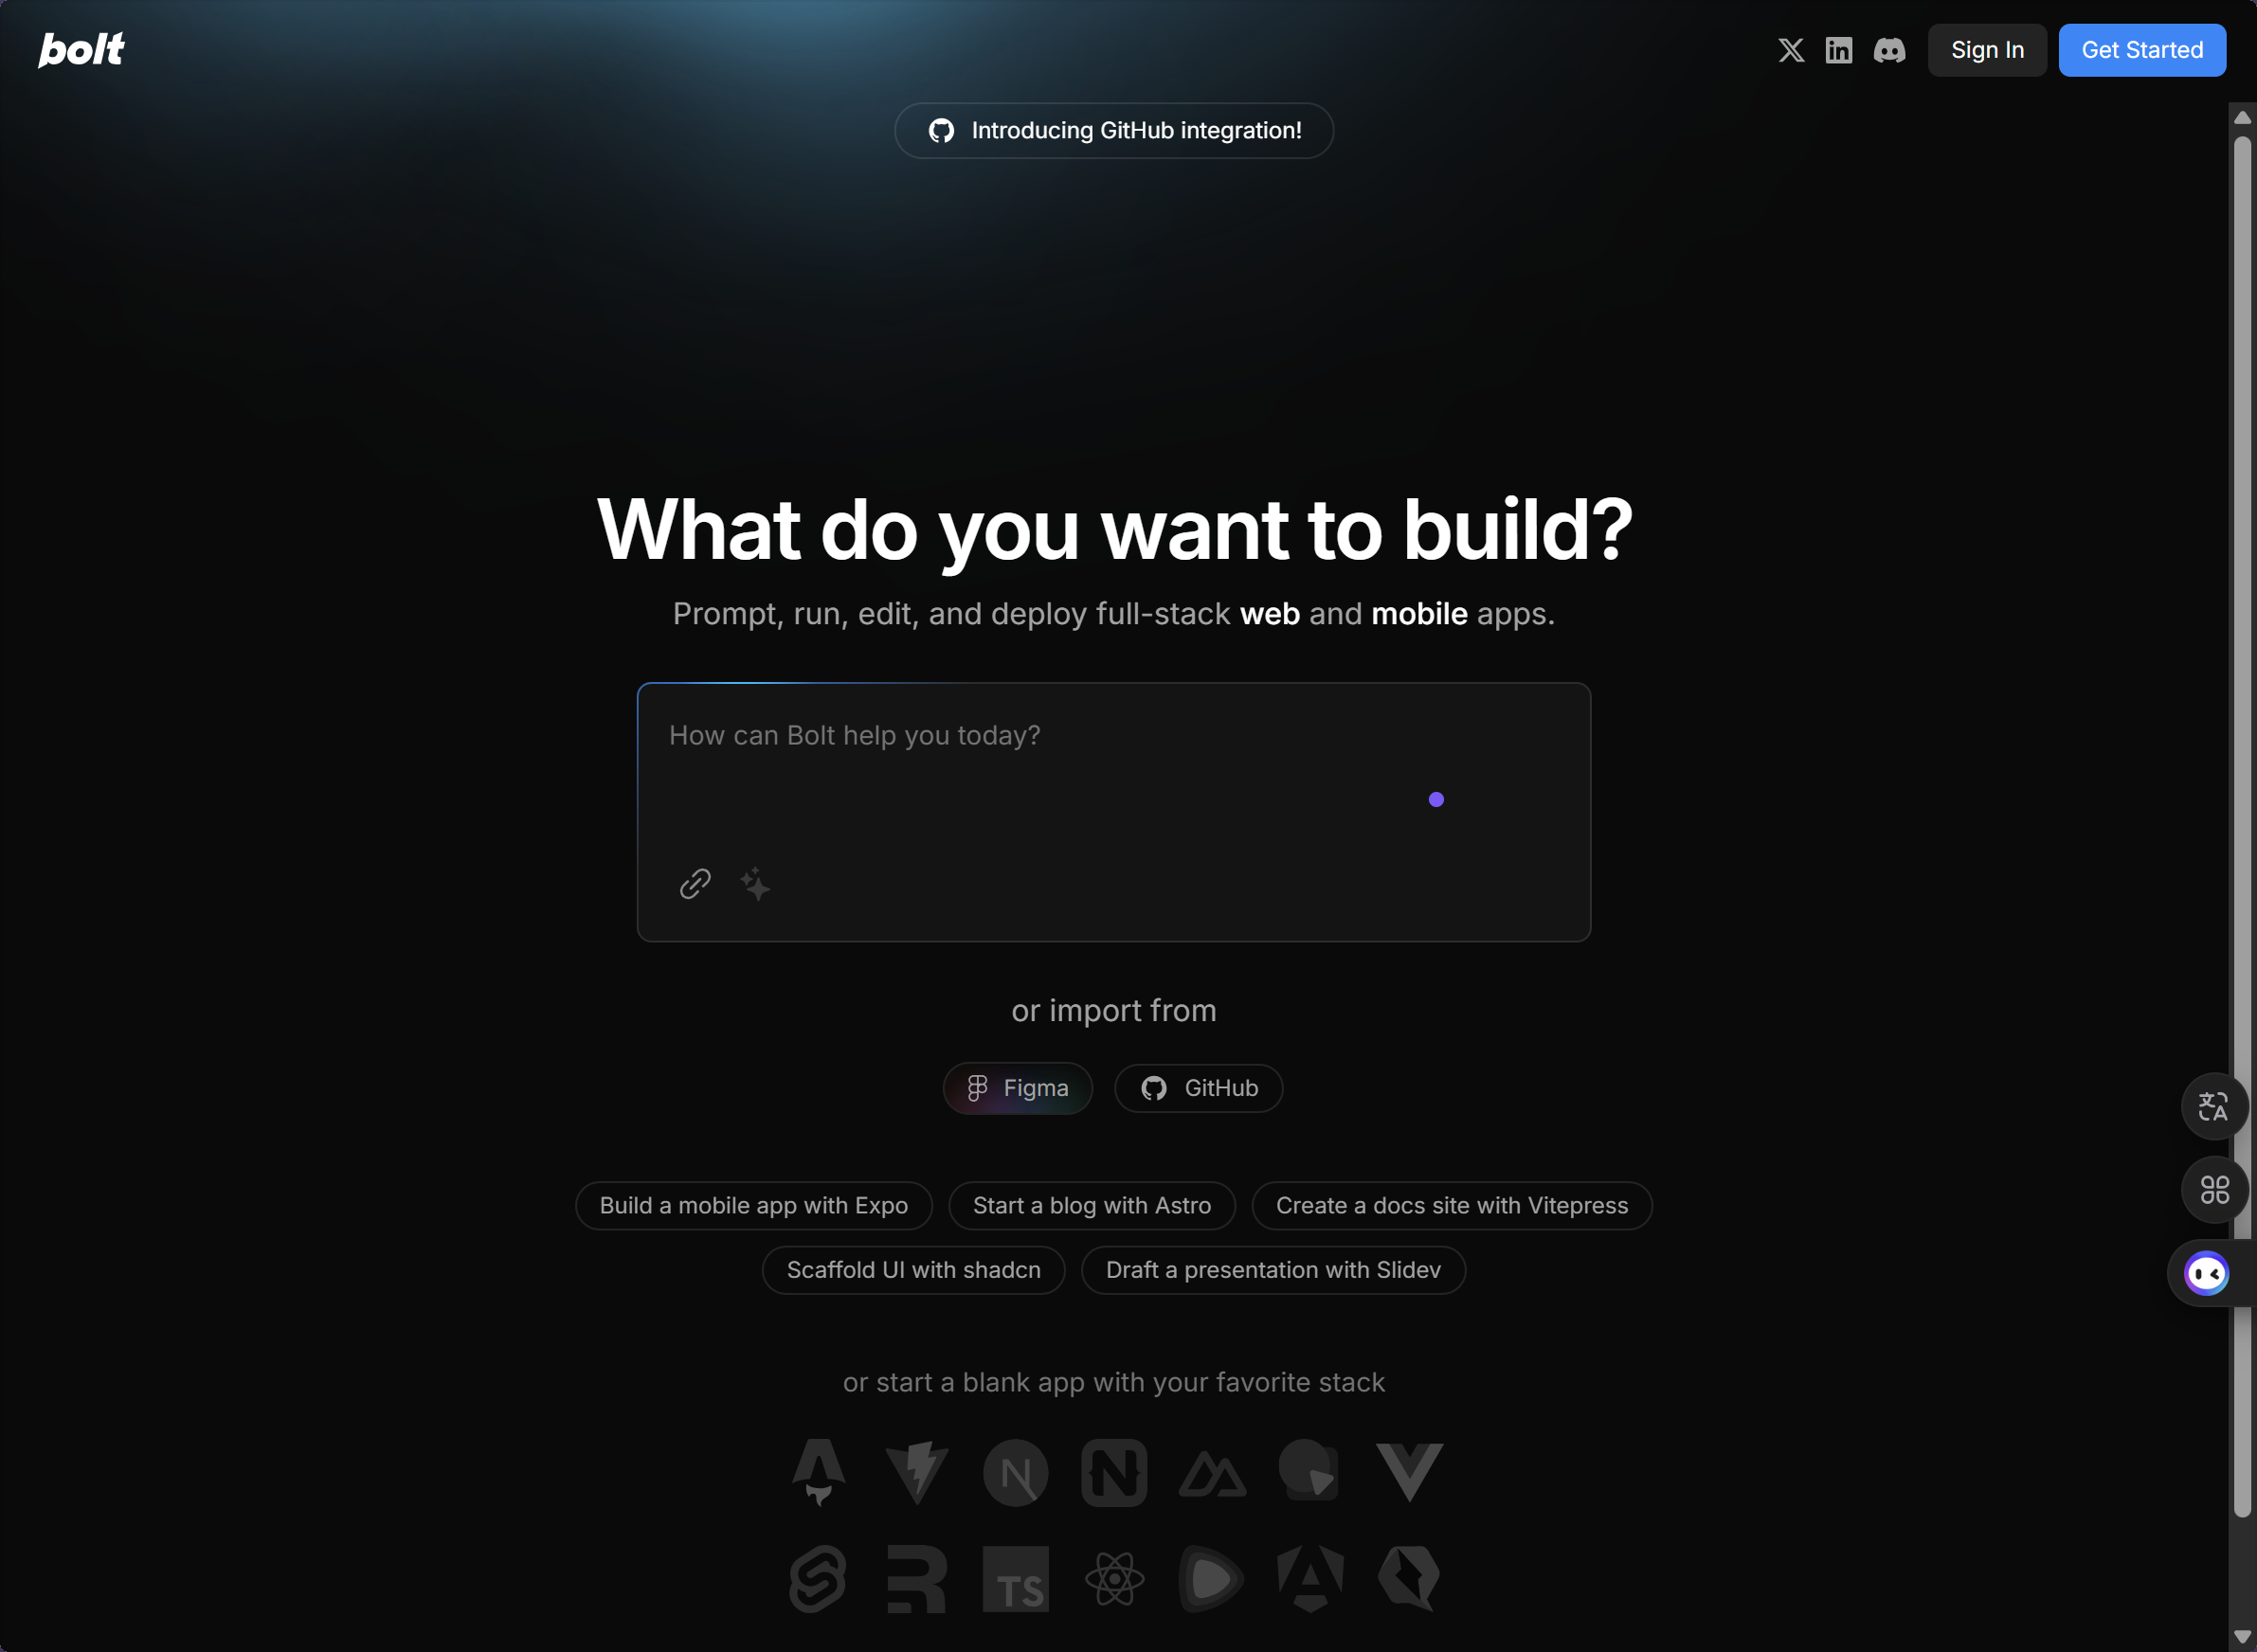 bolt
Sign In
Get Started
Introducing GitHub integration!
What do you want to build?
Prompt, run, edit, and deploy full-stack web and mobile apps.
How can Bolt help you today?
or import from
Figma
GitHub
Build a mobile app with Expo
Start a blog with Astro
Create a docs site with Vitepress
Scaffold UI with shadcn
Draft a presentation with Slidev
or start a blank app with your favorite stack
N
N
TS